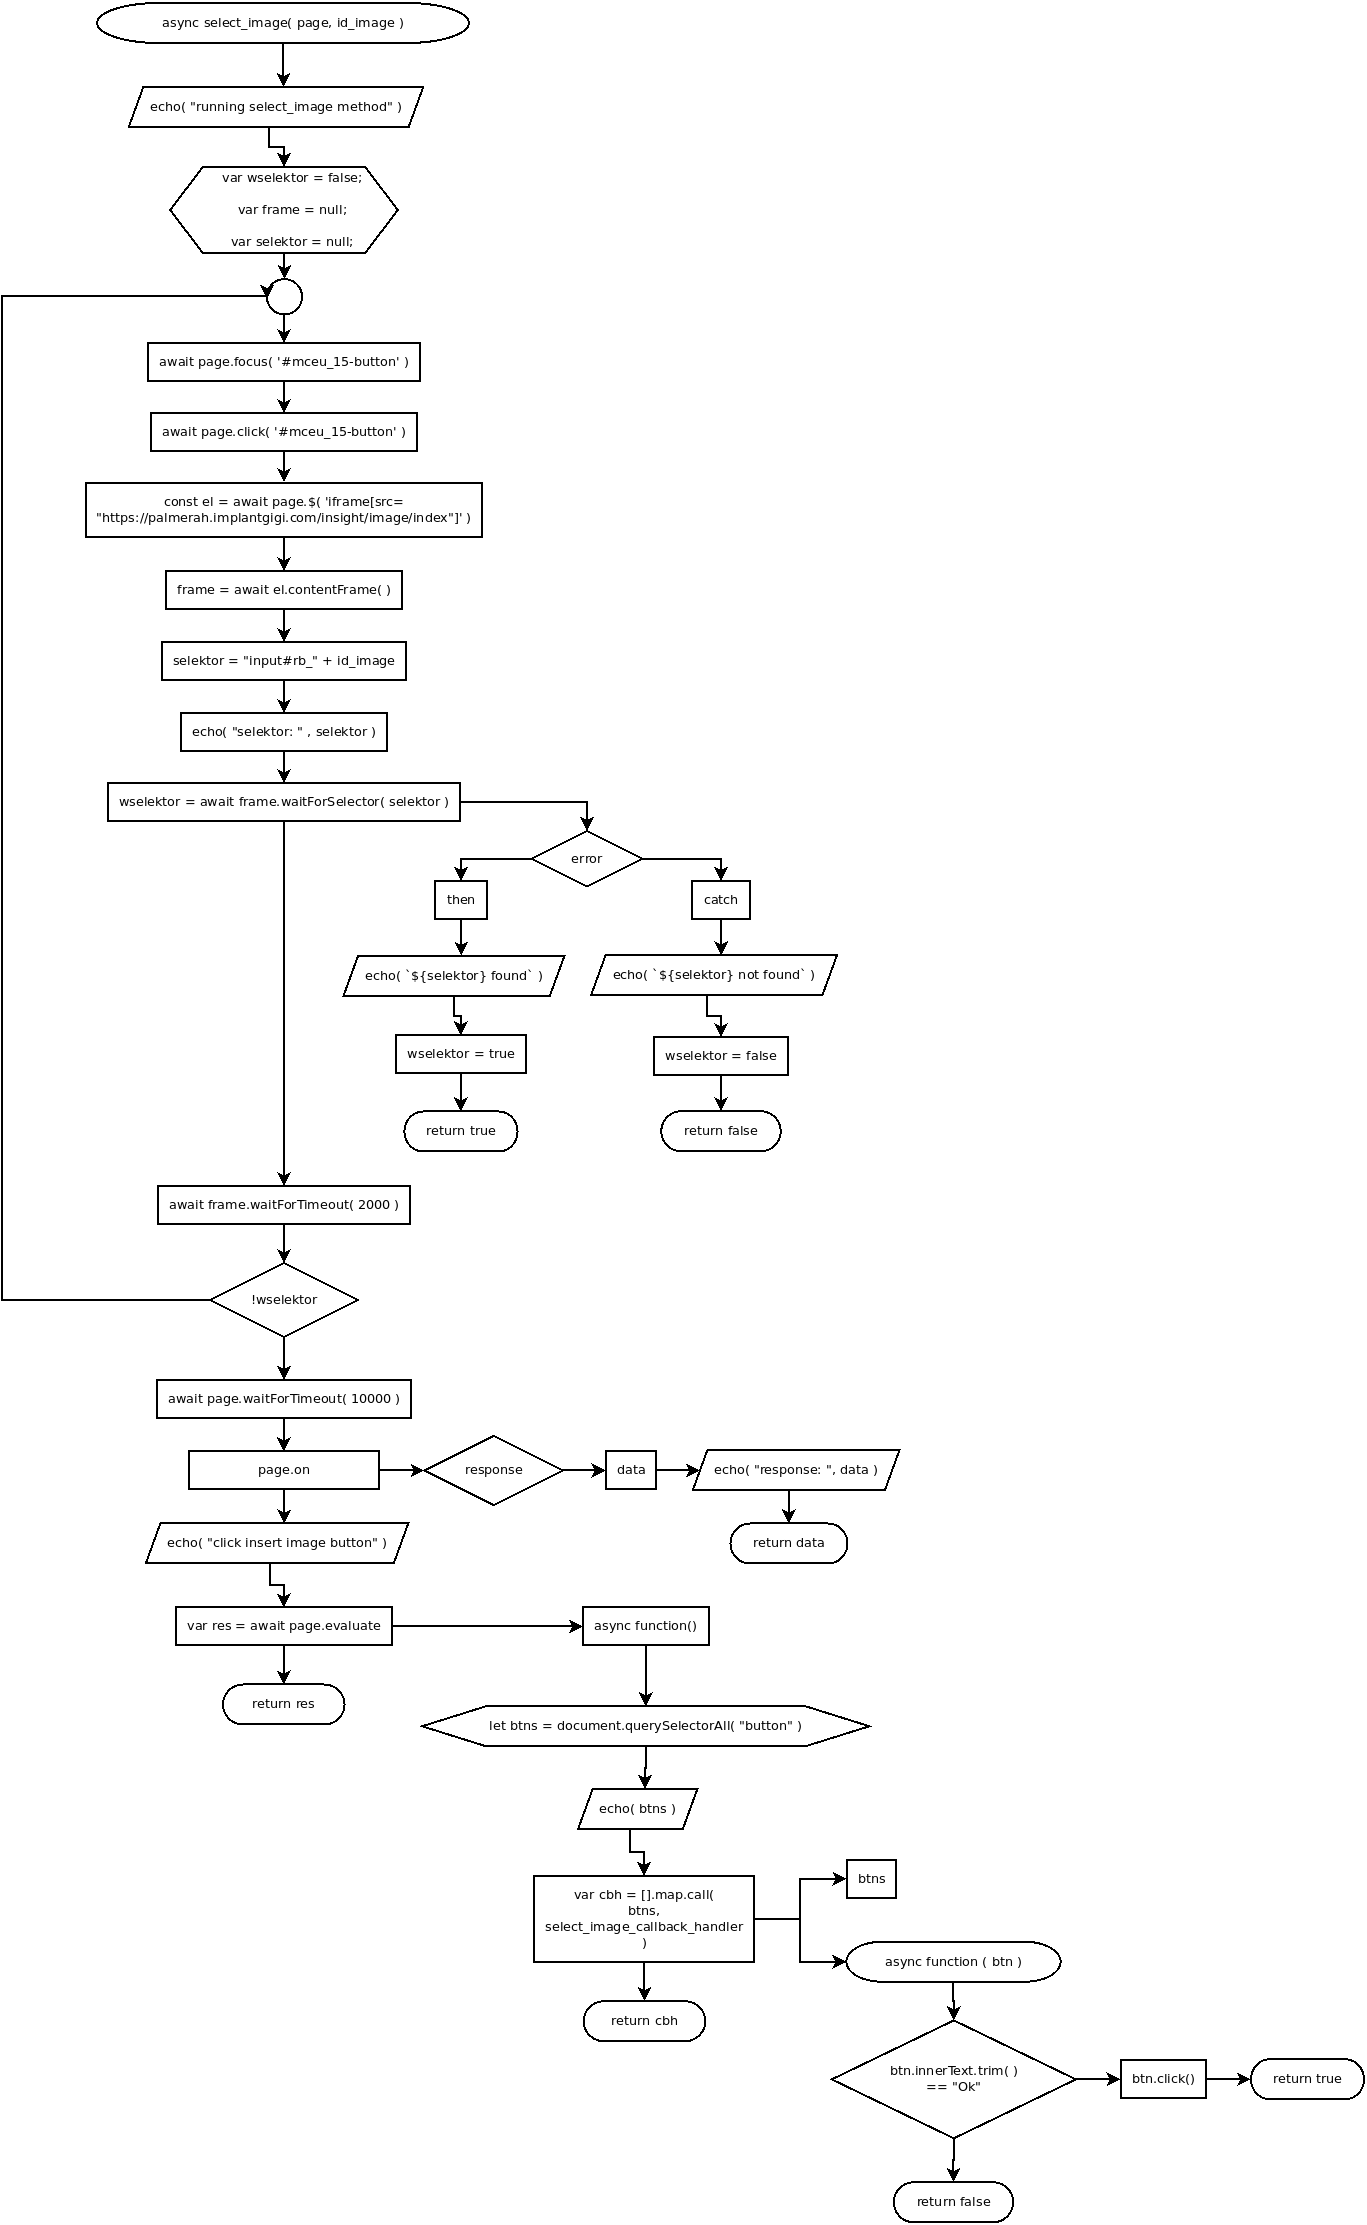 async select_image( page, id_image )
echo( "running select_image method" )
var wselektor = false;
var frame = null;
var selektor = null;
await page.focus( '#mceu_15-button' )
await page.click( '#mceu_15-button' )
const el = await page.$( 'iframe[src=
"https://palmerah.implantgigi.com/insight/image/index"]' )
frame = await el.contentFrame( )
selektor = "input#rb_" + id_image
echo( "selektor: " , selektor )
wselektor = await frame.waitForSelector( selektor )
error
then
catch
echo( `${selektor} found` )
echo( `${selektor} not found` )
wselektor = true
wselektor = false
return true
return false
await frame.waitForTimeout( 2000 )
!wselektor
await page.waitForTimeout( 10000 )
page.on
response
data
echo( "response: ", data )
return data
echo( "click insert image button" )
var res = await page.evaluate
async function()
return res
let btns = document.querySelectorAll( "button" )
echo( btns )
var cbh = [].map.call(
btns,
select_image_callback_handler
)
btns
async function ( btn )
return cbh
btn.innerText.trim( )
== "Ok"
btn.click()
return true
return false